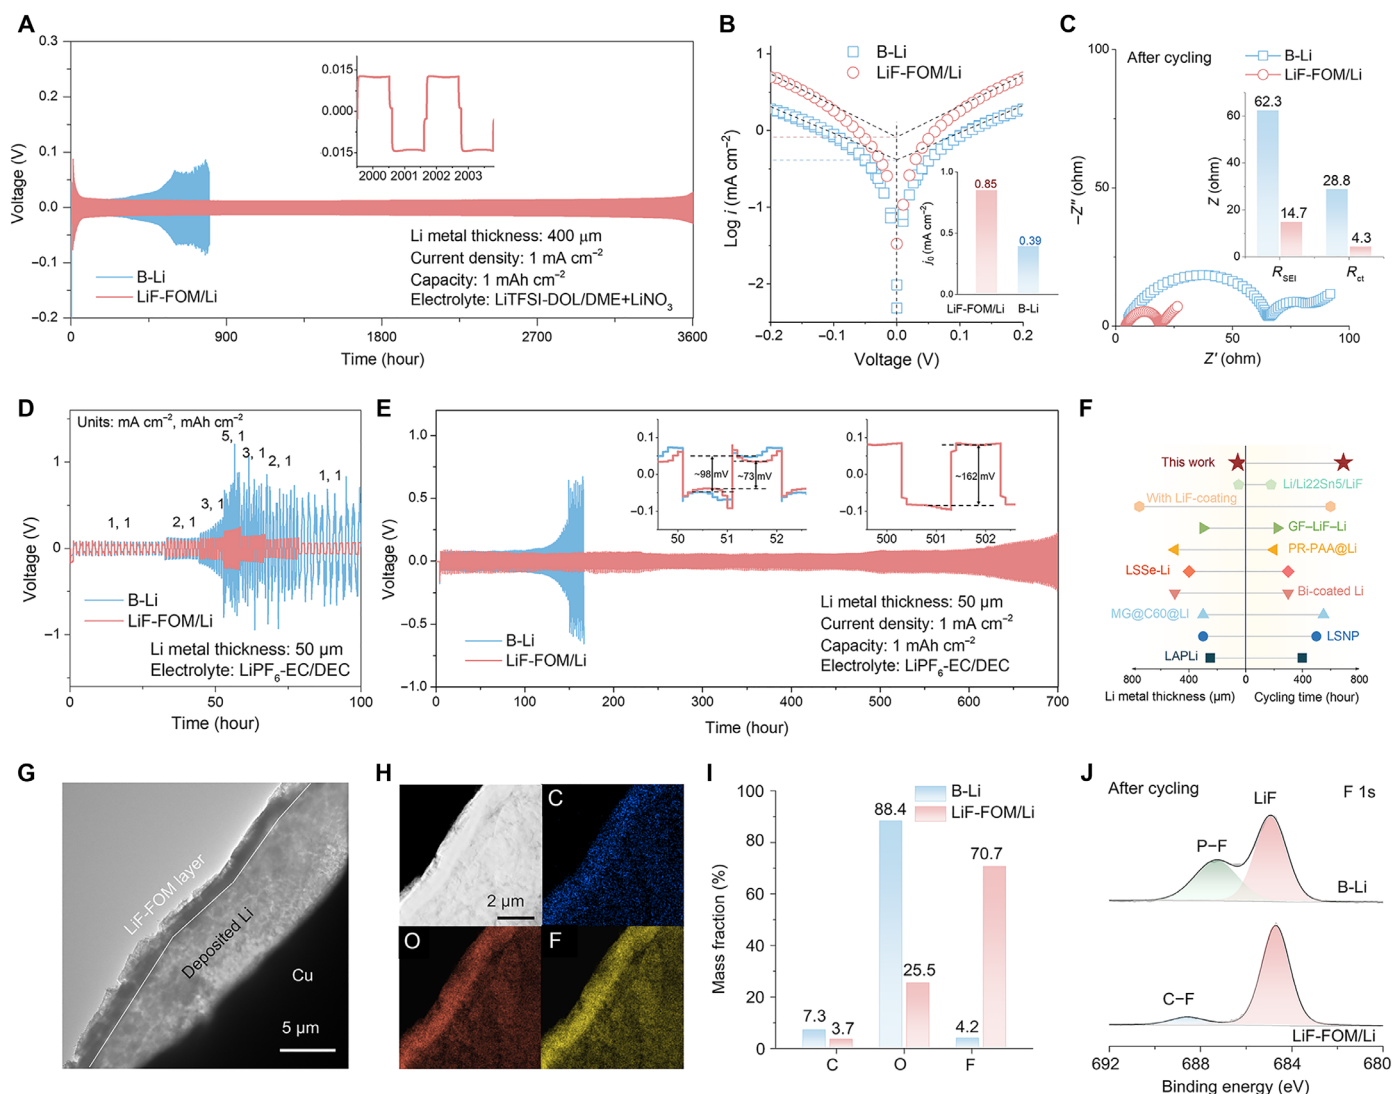 A
0.3
0.2
0.1
0.0
−0.1
−0.2
Voltage (V)
0.015
0.000
−0.015
2000 2001 2002 2003
B-Li
LiF-FOM/Li
Li metal thickness: 400 μm
Current density: 1 mA cm−2
Capacity: 1 mAh cm−2
Electrolyte: LiTFSI-DOL/DME+LiNO3
0 900 1800 2700 3600
Time (hour)
B
B-Li
LiF-FOM/Li
1
0
−1
−2
Log i (mA cm−2)
1.0
0.5
0.0
j0 (mA cm−2)
0.85
0.39
LiF-FOM/Li B-Li
−0.2 −0.1 0.0 0.1 0.2
Voltage (V)
C
After cycling
B-Li
LiF-FOM/Li
100
50
0
−Z″ (ohm)
60
40
20
0
Z (ohm)
62.3
14.7
28.8
4.3
RSEI Rct
0 50 100
Z′ (ohm)
D
Units: mA cm−2, mAh cm−2
5, 1
3, 1
2, 1
1, 1
3, 1
2, 1
1, 1
1
0
−1
Voltage (V)
B-Li
LiF-FOM/Li
Li metal thickness: 50 μm
Electrolyte: LiPF6-EC/DEC
0 50 100
Time (hour)
E
1.0
0.5
0.0
−0.5
−1.0
Voltage (V)
0.1
0.0
−0.1
~98 mV
~73 mV
50 51 52
0.1
0.0
−0.1
~162 mV
500 501 502
B-Li
LiF-FOM/Li
Li metal thickness: 50 μm
Current density: 1 mA cm−2
Capacity: 1 mAh cm−2
Electrolyte: LiPF6-EC/DEC
0 100 200 300 400 500 600 700
Time (hour)
F
This work
Li/Li22Sn5/LiF
With LiF-coating
GF−LiF−Li
PR-PAA@Li
LSSe-Li
Bi-coated Li
MG@C60@Li
LSNP
LAPLi
800 400 0 400 800
Li metal thickness (μm) Cycling time (hour)
G
LiF-FOM layer
Deposited Li
Cu
5 μm
H
C
2 μm
O
F
I
B-Li
LiF-FOM/Li
100
80
60
40
20
0
Mass fraction (%)
7.3
3.7
88.4
25.5
4.2
70.7
C O F
J
After cycling
F 1s
LiF
P−F
B-Li
C−F
LiF-FOM/Li
692 688 684 680
Binding energy (eV)